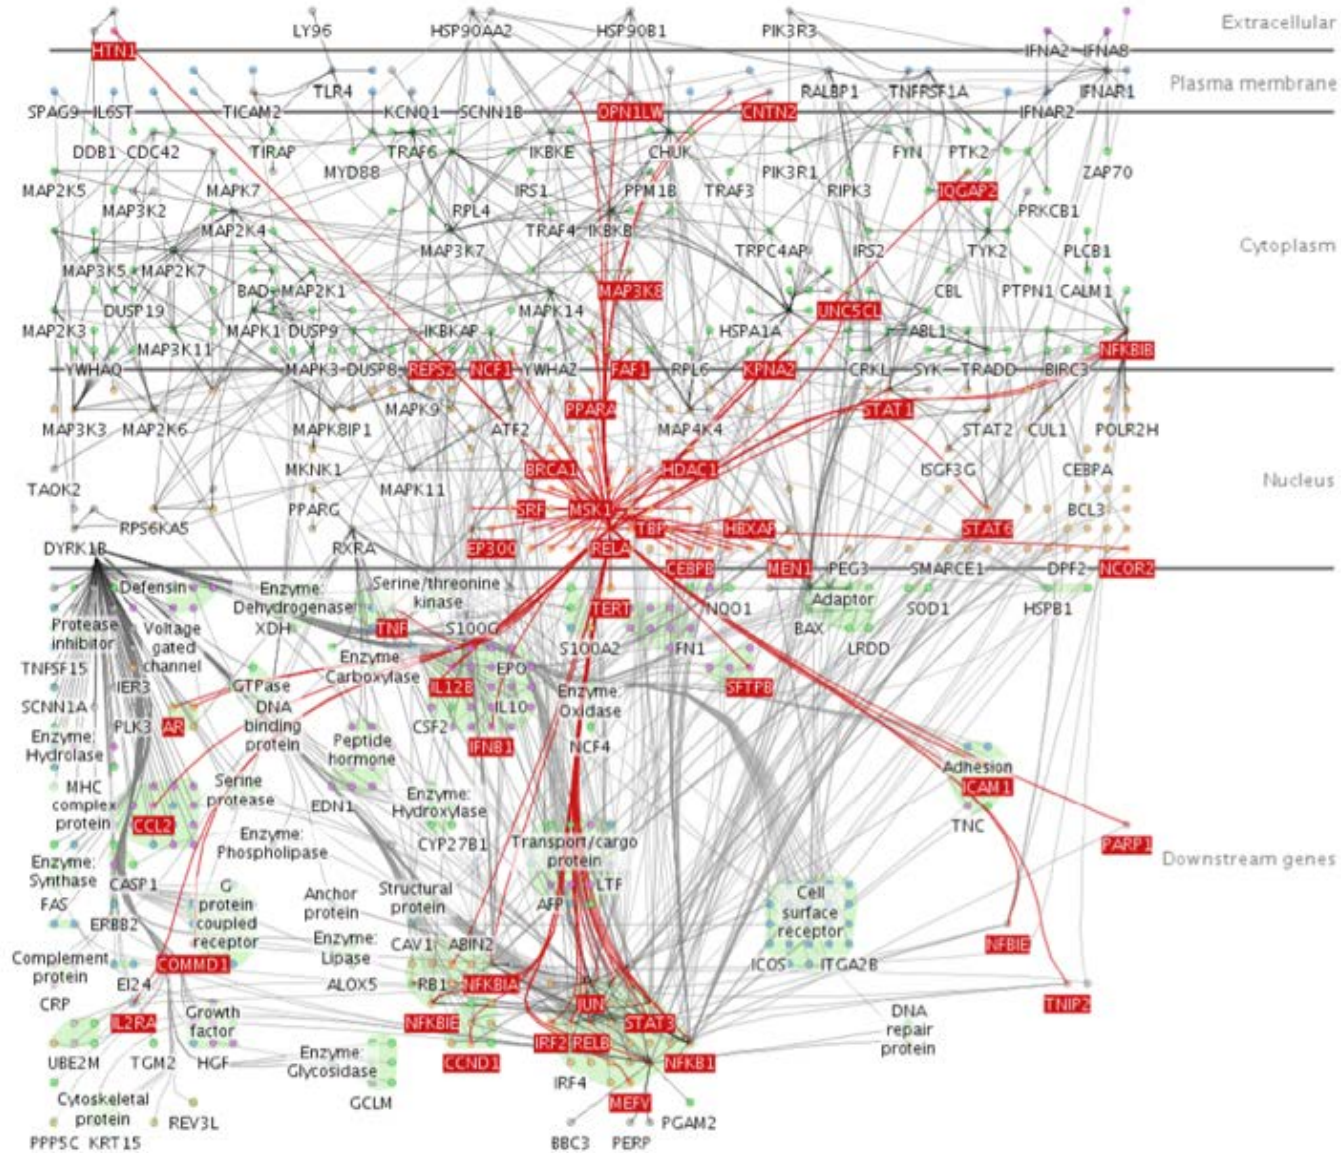 LY96 HSP90AA2 HSP90B1 PIK3R3 Extracellular
HTN1 IFNA2 IFNA8
TLR4 RALBP1 TNFRSF1A IFNAR1 Plasma membrane
SPAG9 IL6ST TICAM2 KCNQ1 SCNN1B OPN1LW CNTN2 IFNAR2
DDB1 CDC42 TIRAP TRAF6 IKBKE CHUK FYN PTK2
MYD88 PIK3R1 ZAP70
MAP2K5 MAPK7 IRS1 PPM1B TRAF3 RIPK3 IQGAP2
MAP3K2 RPL4 PRKCB1
MAP2K4 TRAF4 IKBKB
MAP3K7 TRPC4AP IRS2 TYK2 PLCB1 Cytoplasm
MAP3K5 MAP2K7
BAD MAP2K1 MAP3K8 CBL PTPN1 CALM1
DUSP19 MAPK14 UNC5CL
MAP2K3 MAPK1 DUSP9 IKBKAP HSPA1A ABL1
MAP3K11 NFKBIB
YWHAQ MAPK3 DUSP8 REPS2 NCF1 YWHAZ FAF1 RPL6 KPNA2 CRKL SYK TRADD BIRC3
MAPK9 PPARA STAT1
MAP3K3 MAP2K6 MAPK8IP1 ATF2 MAP4K4 STAT2 CUL1 POLR2H
MKNK1 BRCA1 HDAC1 ISGF3G CEBPA
TAOK2 MAPK11 Nucleus
PPARG SRF MSK1 BCL3
RPS6KA5 TBP HBXAP STAT6
DYRK1B RXRA EP300 RELA
CEBPB MEN1 PEG3 SMARCE1 DPF2 NCOR2
Defensin Enzyme: Serine/threonine
Dehydrogenase kinase TERT NQO1 Adaptor SOD1 HSPB1
Protease Voltage XDH TNF S100G BAX
inhibitor gated S100A2 FN1 LRDD
TNFSF15 channel Enzyme: EPO
IER3 GTPase Carboxylase IL12B Enzyme: SFTPB
SCNN1A DNA IL10 Oxidase
PLK3 AR binding CSF2
Enzyme: protein Peptide IFNB1 NCF4
Hydrolase hormone Adhesion
MHC Serine ICAM1
complex protease EDN1 Enzyme:
protein CCL2 Hydroxylase TNC
Enzyme: CYP27B1 Transport/cargo PARP1
Phospholipase protein Downstream genes
Enzyme:
Synthase CASP1 G Anchor Structural LTF Cell
FAS protein protein protein AFP surface
ERBB2 coupled receptor
receptor Enzyme: CAV1 ABIN2 NFBIE
Complement COMMD1 Lipase ICOS ITGA2B
protein EI24 ALOX5 RB1 NFKBIA
CRP IL2RA Growth JUN TNIP2
factor NFKBIE STAT3 DNA
UBE2M TGM2 HGF Enzyme: IRF2 RELB repair
Glycosidase CCND1 NFKB1 protein
IRF4
Cytoskeletal GCLM MEFV
protein REV3L PGAM2
PPP5C KRT15 BBC3 PERP